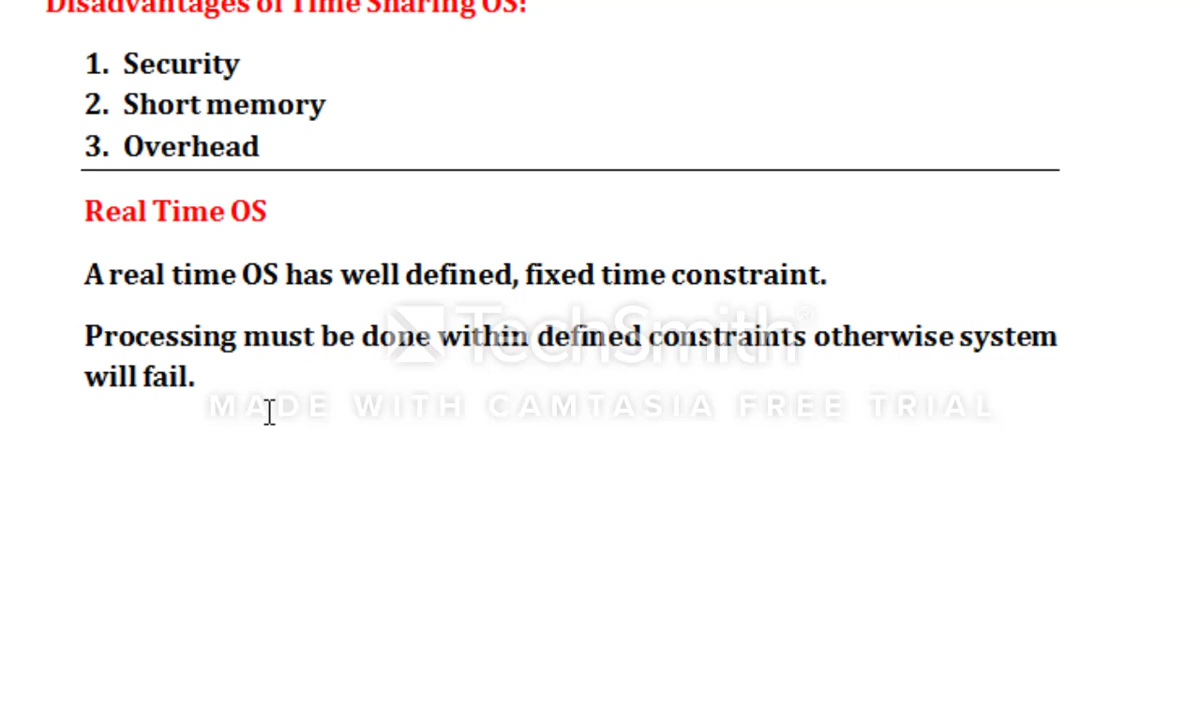 Disadvantages of Time Sharing OS:
1. Security
2. Short memory
3. Overhead
Real Time OS
A real time OS has well defined, fixed time constraint.
Processing must be done within defined constraints otherwise system
will fail.
TechSmith®
MADE WITH CAMTASIA FREE TRIAL